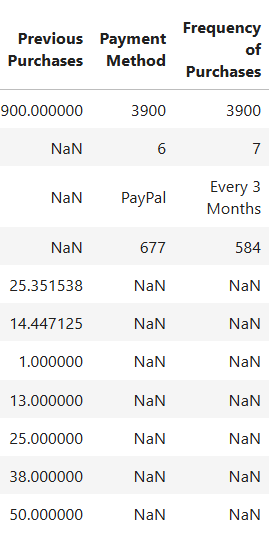 Previous Purchases Payment Method Frequency of Purchases
900.000000 3900 3900
NaN 6 7
NaN PayPal Every 3 Months
NaN 677 584
25.351538 NaN NaN
14.447125 NaN NaN
1.000000 NaN NaN
13.000000 NaN NaN
25.000000 NaN NaN
38.000000 NaN NaN
50.000000 NaN NaN